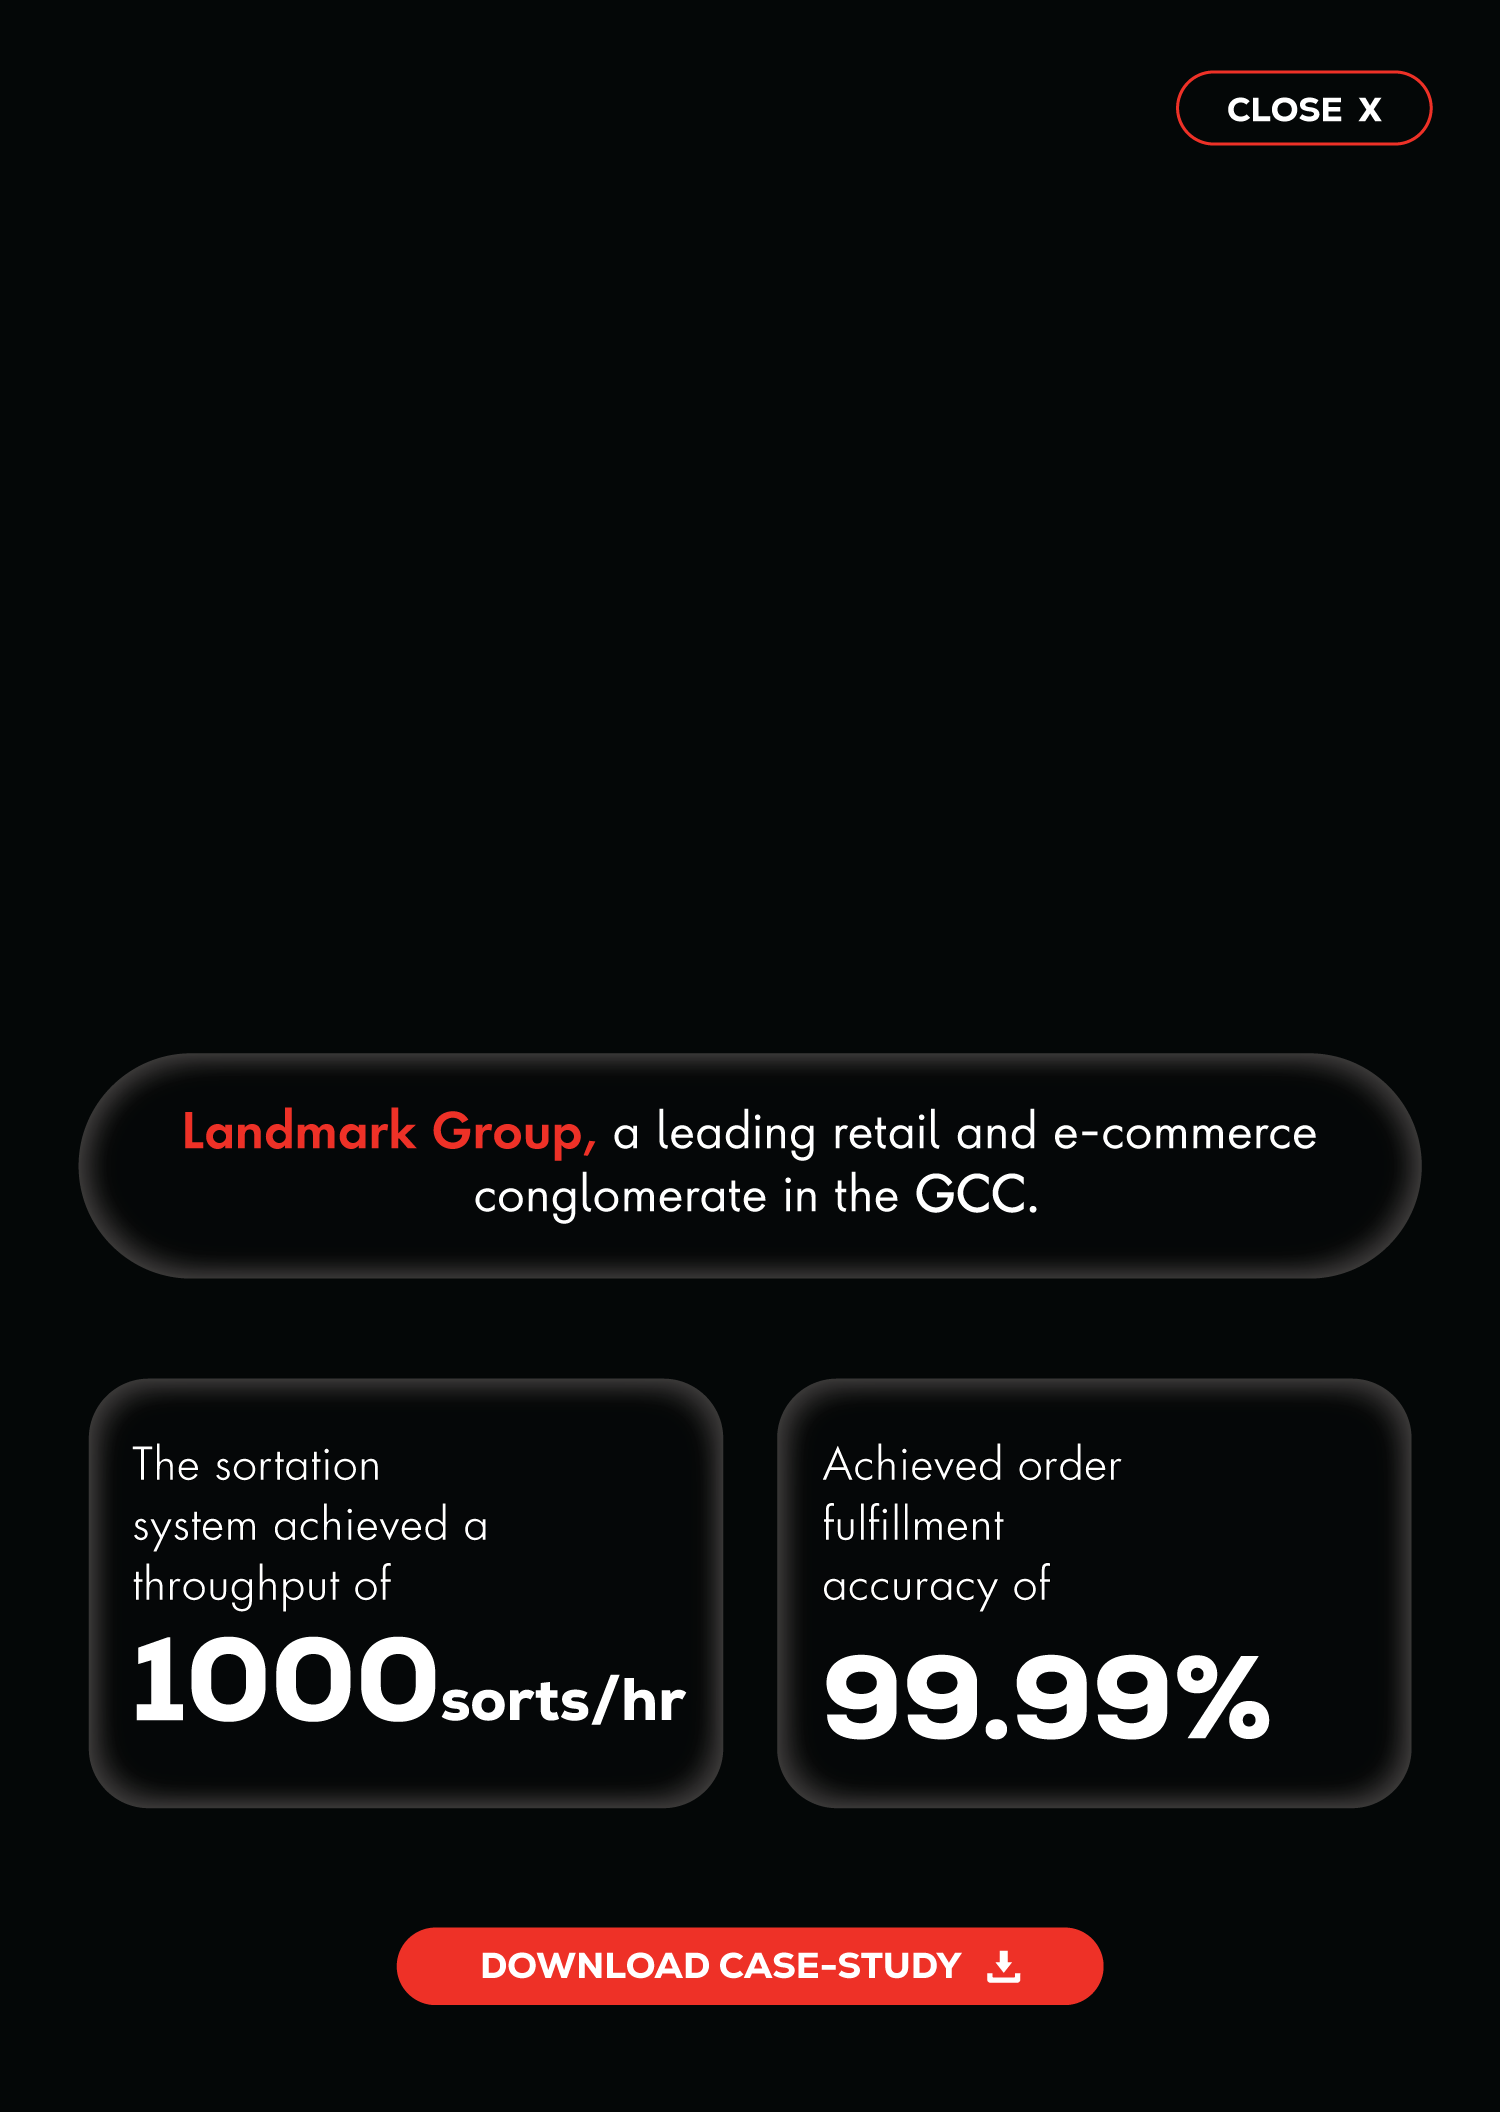 CLOSE X
Landmark Group, a leading retail and e-commerce
conglomerate in the GCC.
The sortation
system achieved a
throughput of
1000sorts/hr
Achieved order
fulfillment
accuracy of
99.99%
DOWNLOAD CASE-STUDY